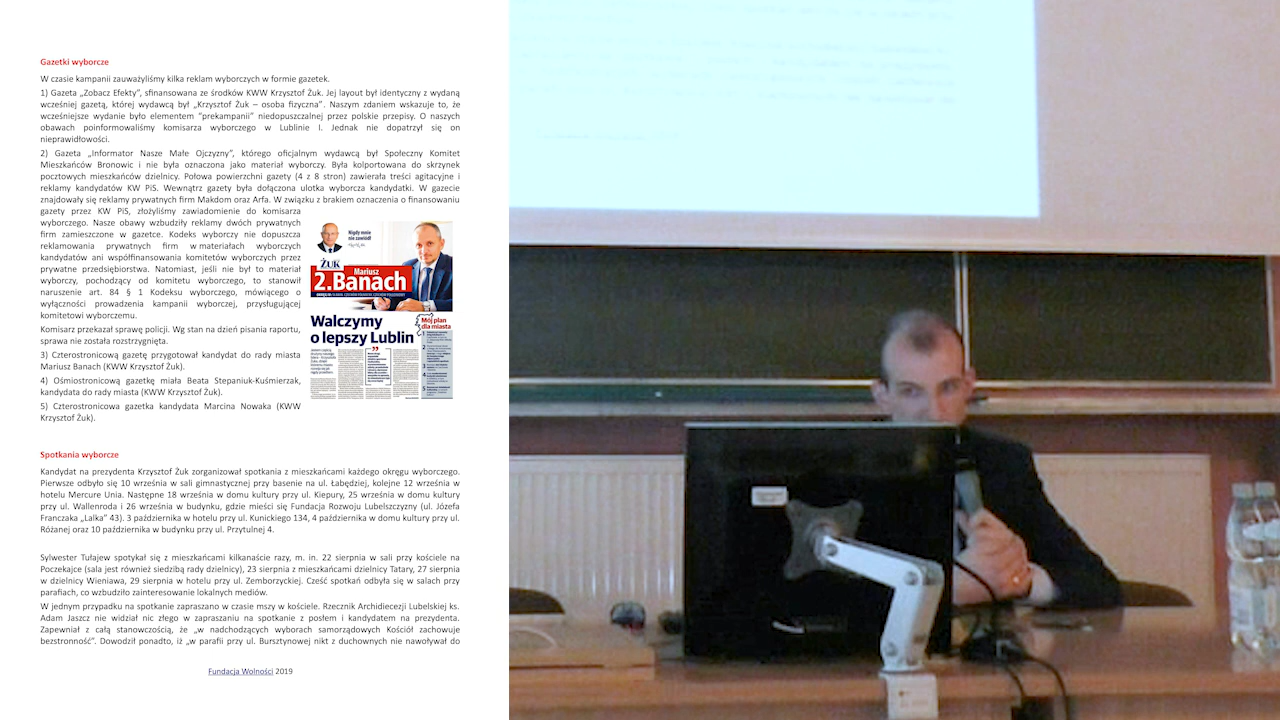 Gazetki wyborcze
W czasie kampanii zauważyliśmy kilka reklam wyborczych w formie gazetek.
1) Gazeta „Zobacz Efekty”, sfinansowana ze środków KWW Krzysztof Żuk. Jej layout był identyczny z wydaną
wcześniej gazetą, której wydawcą był „Krzysztof Żuk – osoba fizyczna”. Naszym zdaniem wskazuje to, że
wcześniejsze wydanie było elementem “prekampanii” niedopuszczalnej przez polskie przepisy. O naszych
obawach poinformowaliśmy komisarza wyborczego w Lublinie I. Jednak nie dopatrzył się on
nieprawidłowości.
2) Gazeta „Informator Nasze Małe Ojczyzny”, którego oficjalnym wydawcą był Społeczny Komitet
Mieszkańców Bronowic i nie była oznaczona jako materiał wyborczy. Była kolportowana do skrzynek
pocztowych mieszkańców dzielnicy. Połowa powierzchni gazety (4 z 8 stron) zawierała treści agitacyjne i
reklamy kandydatów KW PiS. Wewnątrz gazety była dołączona ulotka wyborcza kandydatki. W gazecie
znajdowały się reklamy prywatnych firm Makdom oraz Arfa. W związku z brakiem oznaczenia o finansowaniu
gazety przez KW PiS, złożyliśmy zawiadomienie do komisarza
wyborczego. Nasze obawy wzbudziły reklamy dwóch prywatnych
firm zamieszczone w gazetce. Kodeks wyborczy nie dopuszcza
reklamowania prywatnych firm w materiałach wyborczych
kandydatów ani współfinansowania komitetów wyborczych przez
prywatne przedsiębiorstwa. Natomiast, jeśli nie był to materiał
wyborczy, pochodzący od komitetu wyborczego, to stanowił
naruszenie art. 84 § 1 Kodeksu wyborczego, mówiącego o
wyłączności prowadzenia kampanii wyborczej, przysługującej
komitetowi wyborczemu.
Komisarz przekazał sprawę policji. Wg stan na dzień pisania raportu,
sprawa nie została rozstrzygnięta.
3) Czterostronicową gazetę przygotował kandydat do rady miasta
Mariusz Banach (KWW Krzysztof Żuk).
4) Ośmiostronicową gazetkę miała Beata Stepaniuk-Kuśmierzak,
kandydata do rady miasta (KWW Krzysztof Żuk).
5) Czterostronicowa gazetka kandydata Marcina Nowaka (KWW
Krzysztof Żuk).
Nigdy mnie
nie zawiódł
ŻUK
Mariusz
2.Banach
Walczymy
o lepszy Lublin
Mój plan
dla miasta
Spotkania wyborcze
Kandydat na prezydenta Krzysztof Żuk zorganizował spotkania z mieszkańcami każdego okręgu wyborczego.
Pierwsze odbyło się 10 września w sali gimnastycznej przy basenie na ul. Łabędziej, kolejne 12 września w
hotelu Mercure Unia. Następne 18 września w domu kultury przy ul. Kiepury, 25 września w domu kultury
przy ul. Wallenroda i 26 września w budynku, gdzie mieści się Fundacja Rozwoju Lubelszczyzny (ul. Józefa
Franczaka „Lalka” 43). 3 października w hotelu przy ul. Kunickiego 134, 4 października w domu kultury przy ul.
Różanej oraz 10 października w budynku przy ul. Przytulnej 4.
Sylwester Tułajew spotykał się z mieszkańcami kilkanaście razy, m. in. 22 sierpnia w sali przy kościele na
Poczekajce (sala jest również siedzibą rady dzielnicy), 23 sierpnia z mieszkańcami dzielnicy Tatary, 27 sierpnia
w dzielnicy Wieniawa, 29 sierpnia w hotelu przy ul. Zemborzyckiej. Cześć spotkań odbyła się w salach przy
parafiach, co wzbudziło zainteresowanie lokalnych mediów.
W jednym przypadku na spotkanie zapraszano w czasie mszy w kościele. Rzecznik Archidiecezji Lubelskiej ks.
Adam Jaszcz nie widział nic złego w zapraszaniu na spotkanie z posłem i kandydatem na prezydenta.
Zapewniał z całą stanowczością, że „w nadchodzących wyborach samorządowych Kościół zachowuje
bezstronność”. Dowodził ponadto, iż „w parafii przy ul. Bursztynowej nikt z duchownych nie nawoływał do
Fundacja Wolności 2019